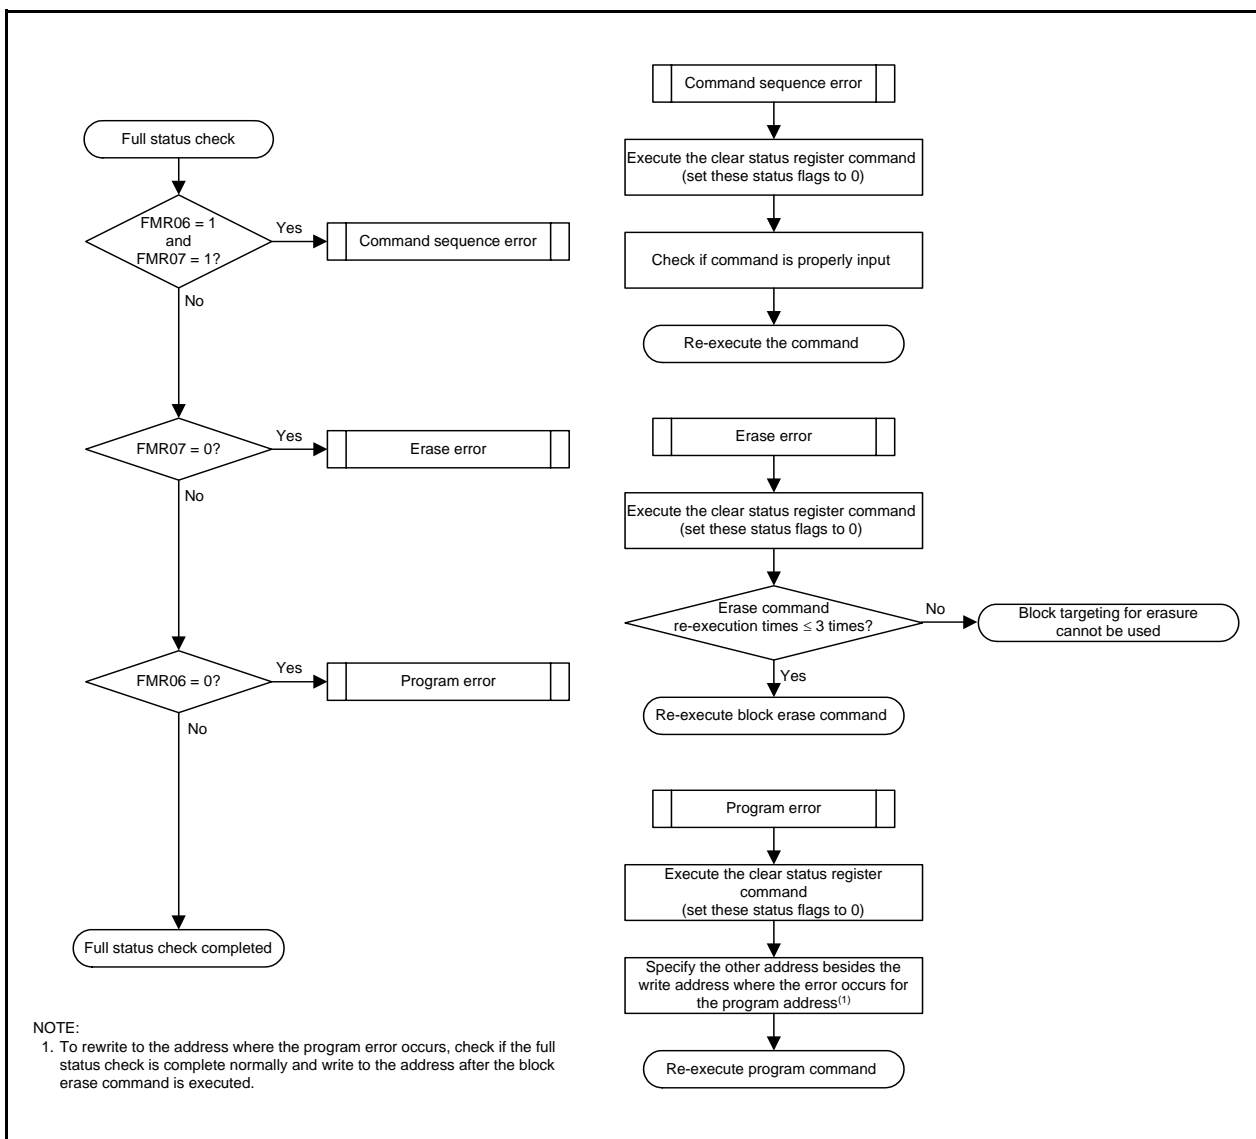 Full status check
FMR06 = 1
and
FMR07 = 1?
Yes
Command sequence error
No
FMR07 = 0?
Yes
Erase error
No
FMR06 = 0?
Yes
Program error
No
Full status check completed
Command sequence error
Execute the clear status register command
(set these status flags to 0)
Check if command is properly input
Re-execute the command
Erase error
Execute the clear status register command
(set these status flags to 0)
Erase command
re-execution times ≤ 3 times?
No
Block targeting for erasure
cannot be used
Yes
Re-execute block erase command
Program error
Execute the clear status register
command
(set these status flags to 0)
Specify the other address besides the
write address where the error occurs for
the program address(1)
Re-execute program command
NOTE:
1. To rewrite to the address where the program error occurs, check if the full
status check is complete normally and write to the address after the block
erase command is executed.